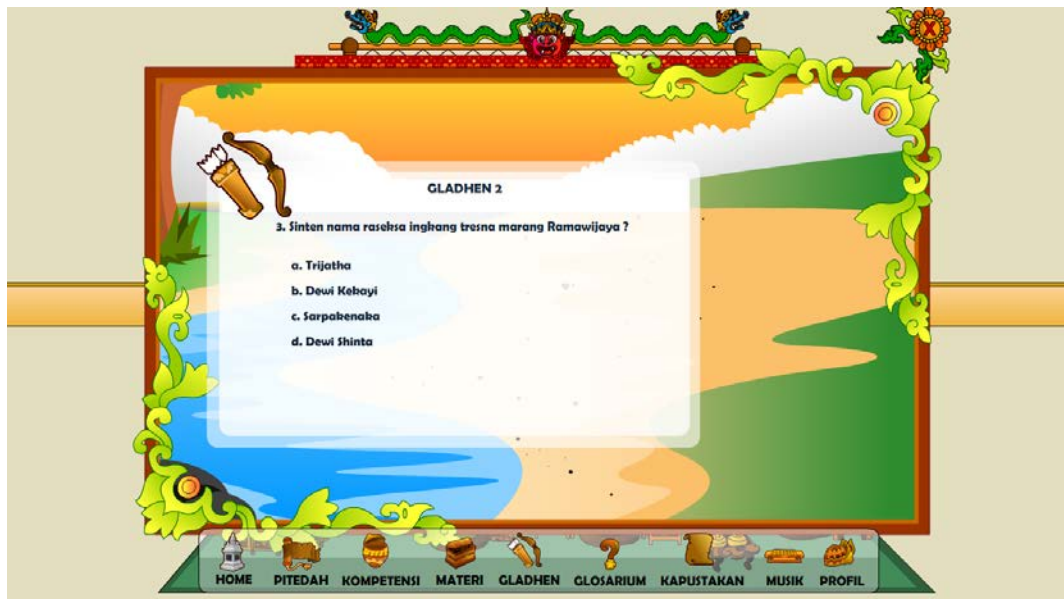 X
GLADHEN 2
3. Sinten nama raseksa ingkang tresna marang Ramawijaya ?
a. Trijatha
b. Dewi Kekayi
c. Sarpakenaka
d. Dewi Shinta
HOME PITEDAH KOMPETENSI MATERI GLADHEN GLOSARIUM KAPUSTAKAN MUSIK PROFIL